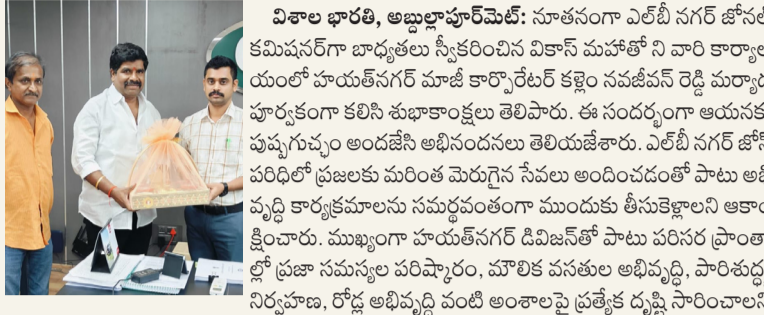 విశాల భారతి, అబ్దుల్లాపూర్‌మెట్: నూతనంగా ఎల్‌బీ నగర్ జోనల్
కమిషనర్‌గా బాధ్యతలు స్వీకరించిన వికాస్ మహాతో ని వారి కార్యాల
యంలో హయత్‌నగర్ మాజీ కార్పొరేటర్ కళ్లెం నవజీవన్ రెడ్డి మర్యాద
పూర్వకంగా కలిసి శుభాకాంక్షలు తెలిపారు. ఈ సందర్భంగా ఆయనకు
పుష్పగుచ్ఛం అందజేసి అభినందనలు తెలియజేశారు. ఎల్‌బీ నగర్ జోన్
పరిధిలో ప్రజలకు మరింత మెరుగైన సేవలు అందించడంతో పాటు అభి
వృద్ధి కార్యక్రమాలను సమర్థవంతంగా ముందుకు తీసుకెళ్లాలని ఆకాం
క్షించారు. ముఖ్యంగా హయత్‌నగర్ డివిజన్‌తో పాటు పరిసర ప్రాంతా
ల్లో ప్రజా సమస్యల పరిష్కారం, మౌలిక వసతుల అభివృద్ధి, పారిశుద్ధ్య
నిర్వహణ, రోడ్ల అభివృద్ధి వంటి అంశాలపై ప్రత్యేక దృష్టి సారించాలని